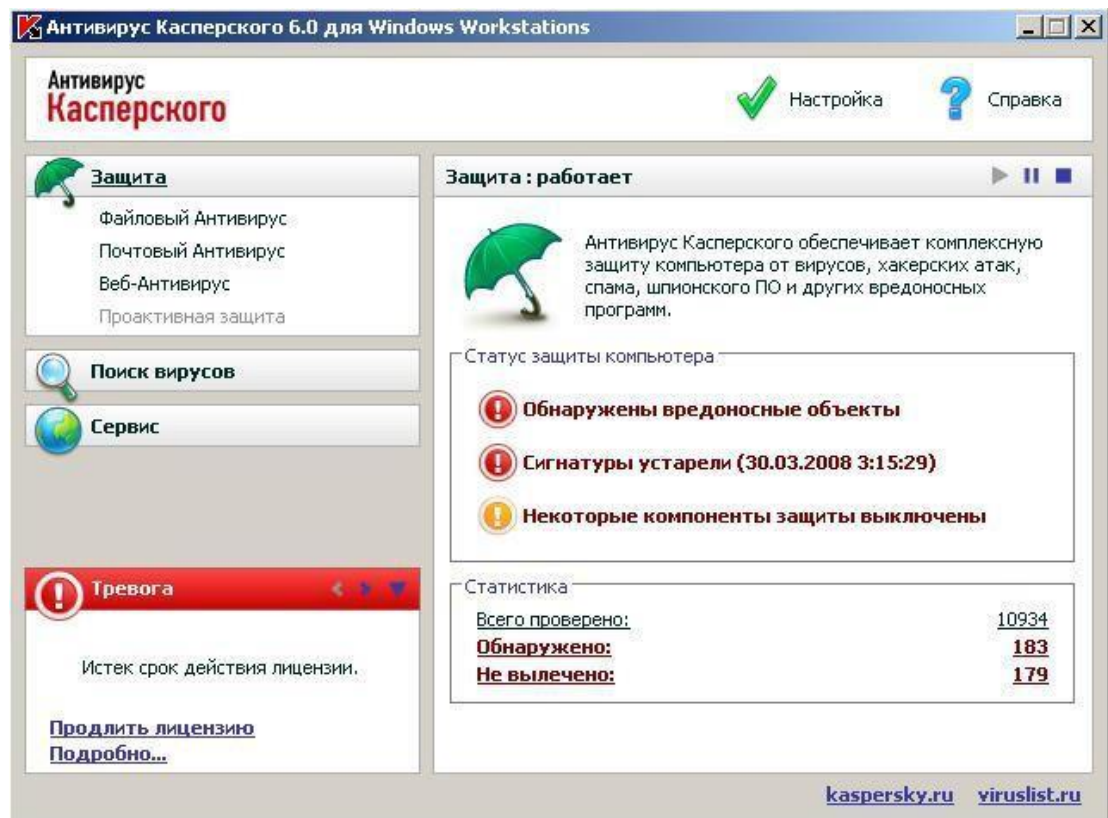 Антивирус Касперского 6.0 для Windows Workstations
Антивирус
Касперского
Настройка
Справка
Защита
Файловый Антивирус
Почтовый Антивирус
Веб-Антивирус
Проактивная защита
Поиск вирусов
Сервис
Тревога
Истек срок действия лицензии.
Продлить лицензию
Подробно...
Защита : работает
Антивирус Касперского обеспечивает комплексную
защиту компьютера от вирусов, хакерских атак,
спама, шпионского ПО и других вредоносных
программ.
Статус защиты компьютера
Обнаружены вредоносные объекты
Сигнатуры устарели (30.03.2008 3:15:29)
Некоторые компоненты защиты выключены
Статистика
Всего проверено: 10934
Обнаружено: 183
Не вылечено: 179
kaspersky.ru viruslist.ru